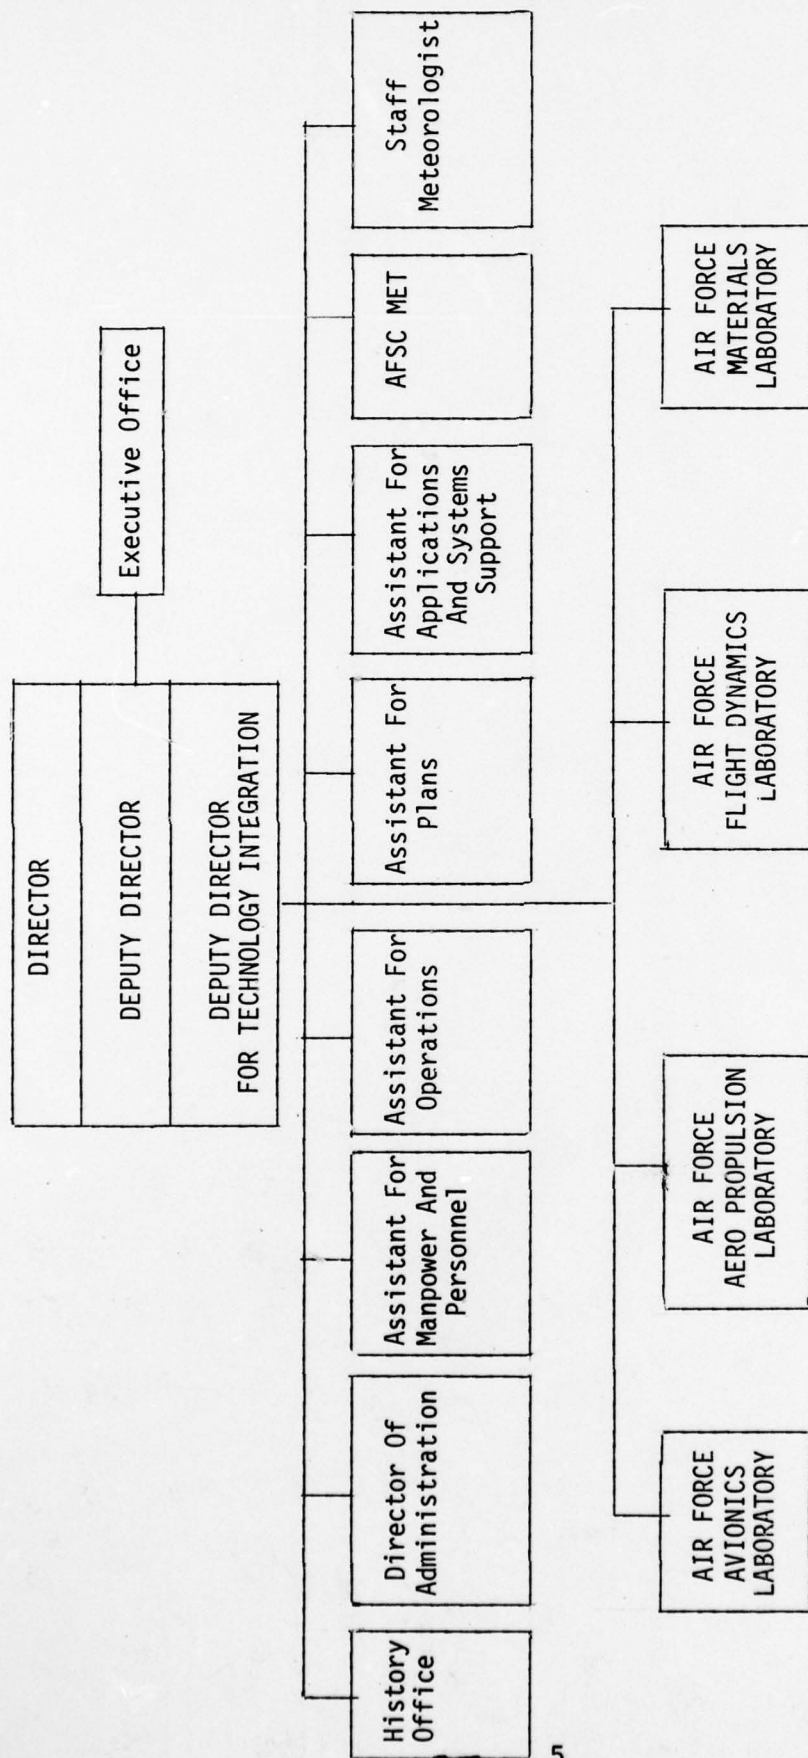 DIRECTOR
DEPUTY DIRECTOR
DEPUTY DIRECTOR
FOR TECHNOLOGY INTEGRATION
Executive Office
History
Office
Director Of
Administration
Assistant For
Manpower And
Personnel
Assistant For
Operations
Assistant For
Plans
Assistant For
Applications
And Systems
Support
AFSC MET
Staff
Meteorologist
AIR FORCE
AVIONICS
LABORATORY
AIR FORCE
AERO PROPULSION
LABORATORY
AIR FORCE
FLIGHT DYNAMICS
LABORATORY
AIR FORCE
MATERIALS
LABORATORY
5